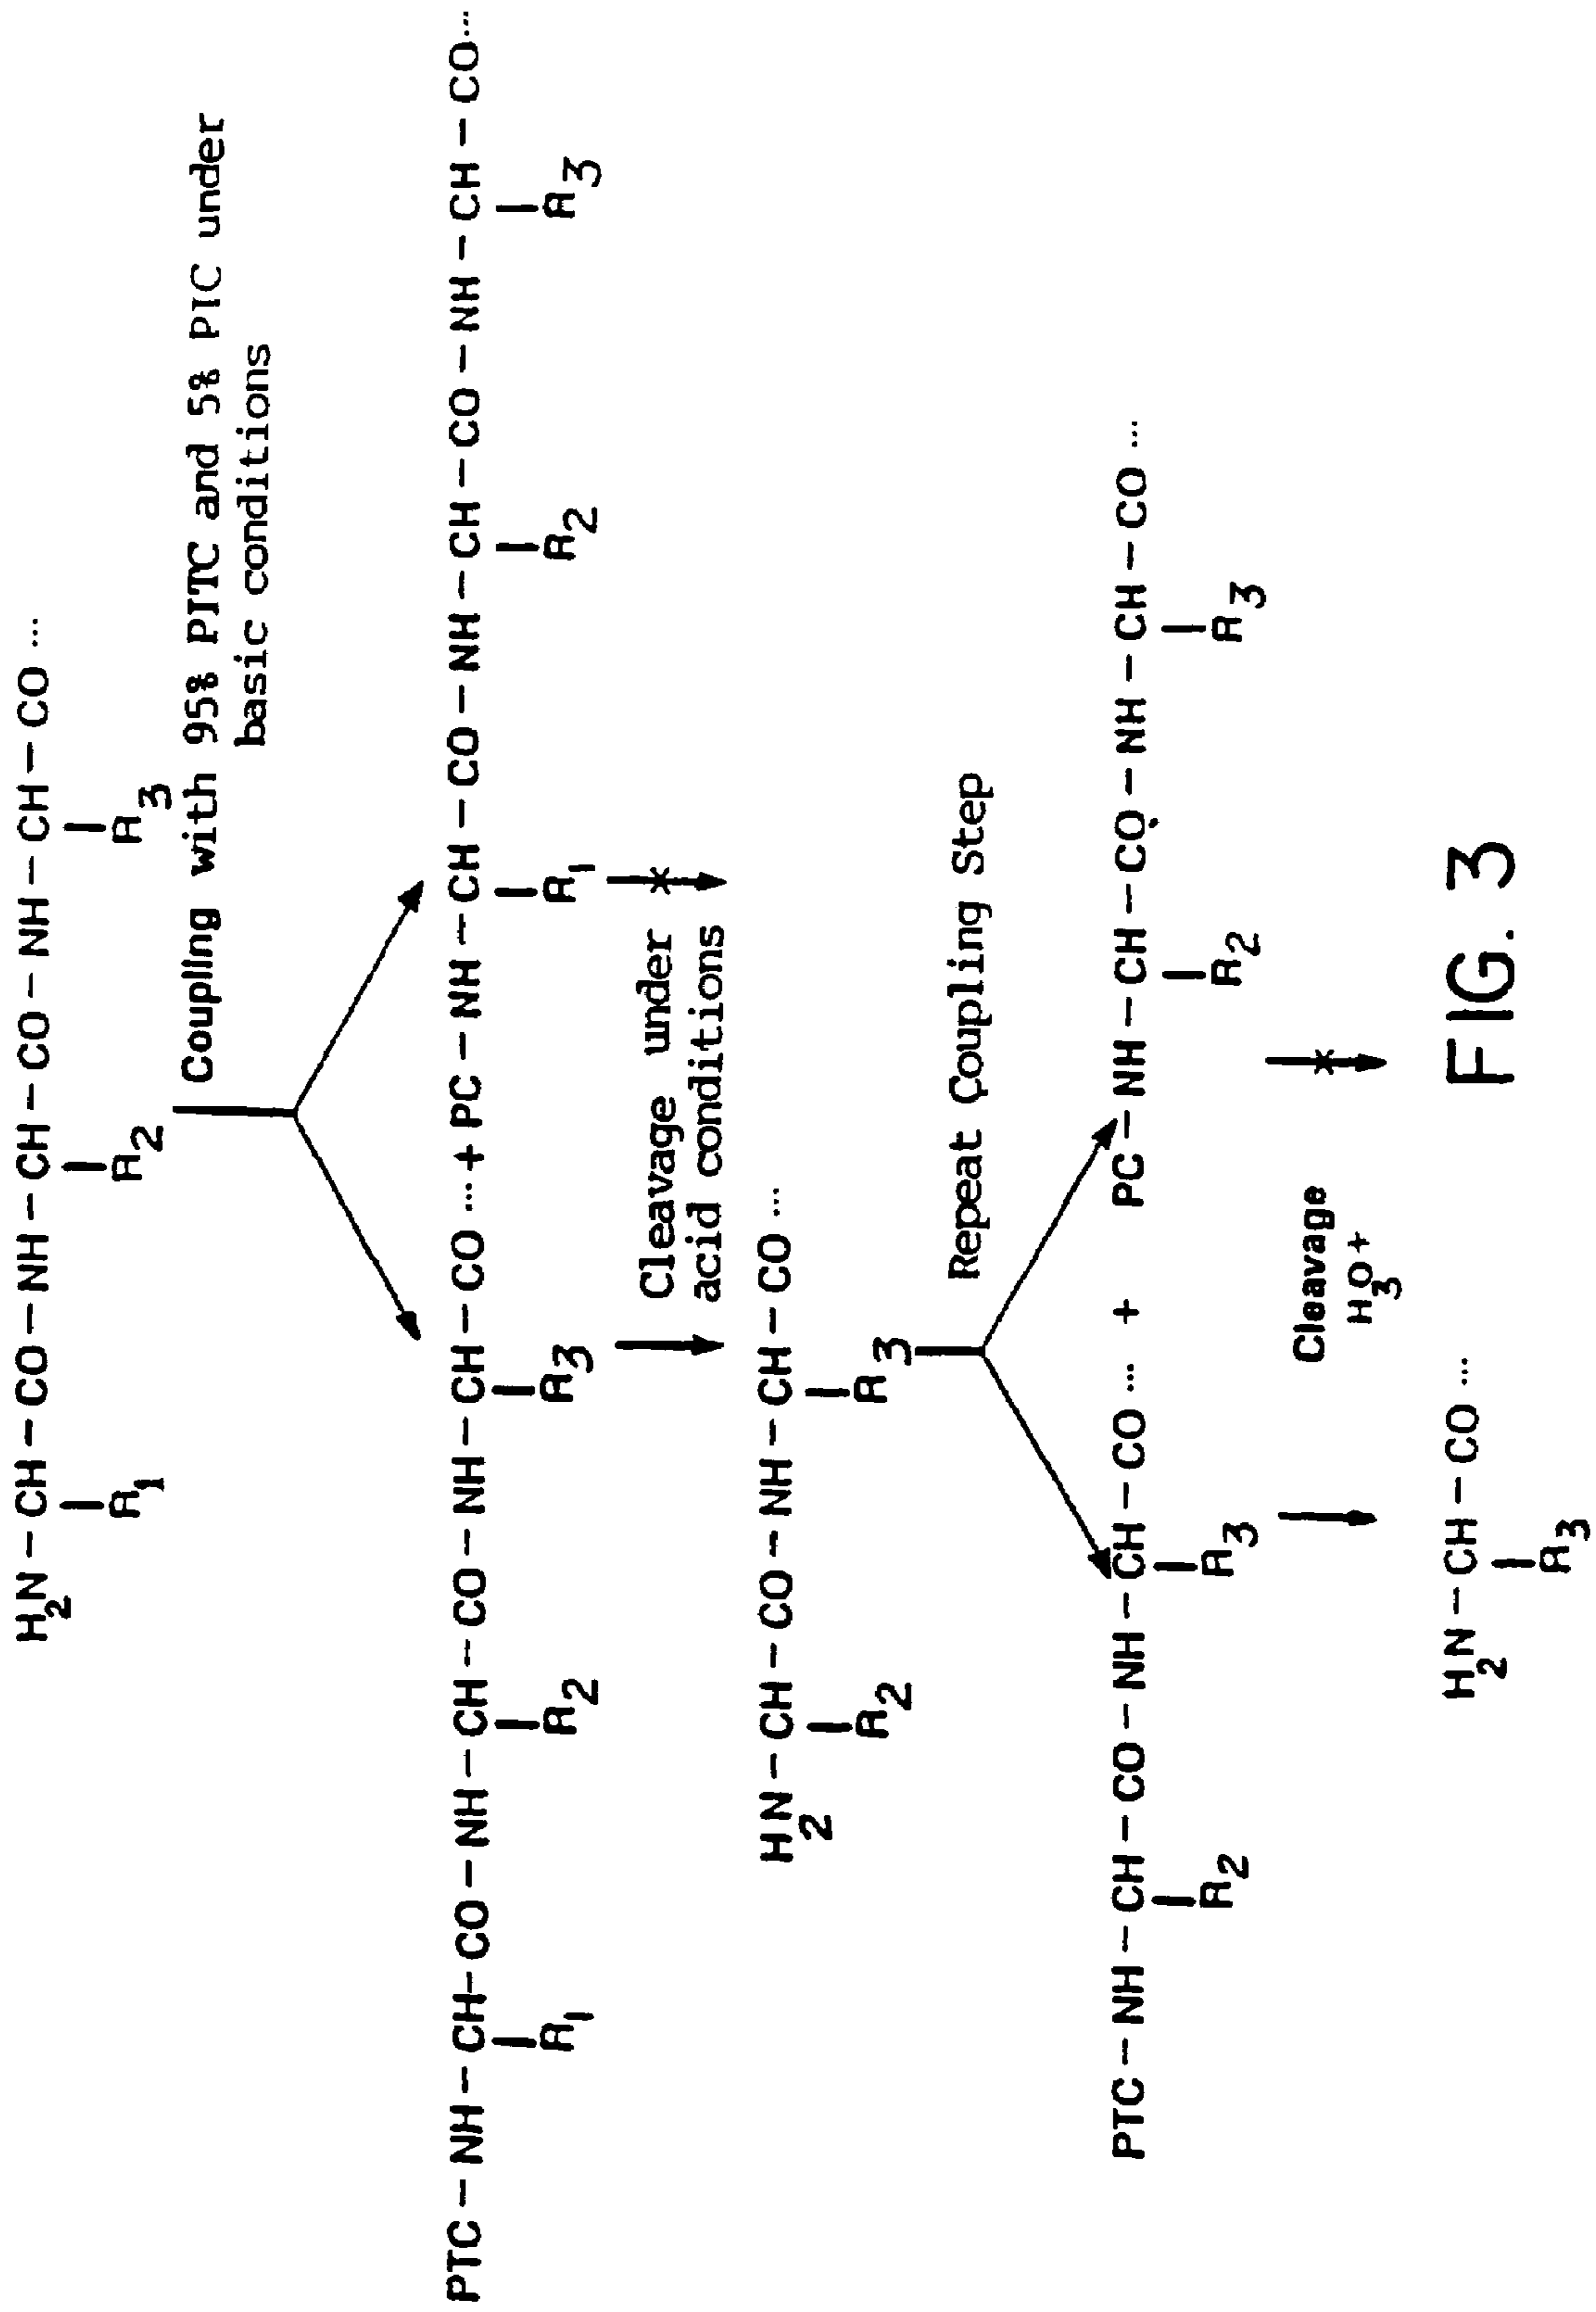 H2N – CH – CO – NH – CH – CO – NH – CH – CO ...
R1 R2 R3
Coupling with 95% PITC and 5% PIC under
basic conditions
PTC – NH – CH – CO – NH – CH – CO – NH – CH – CO ... + PC – NH – CH – CO – NH – CH – CO – NH – CH – CO ...
R1 R2 R3 R1 R2 R3
Cleavage under
acid conditions
H2N – CH – CO – NH – CH – CO ...
R2 R3
Repeat Coupling Step
PTC – NH – CH – CO – NH – CH – CO ... + PC – NH – CH – CO – NH – CH – CO ...
R2 R3 R2 R3
Cleavage
H3O+
H2N – CH – CO ...
R3
FIG. 3